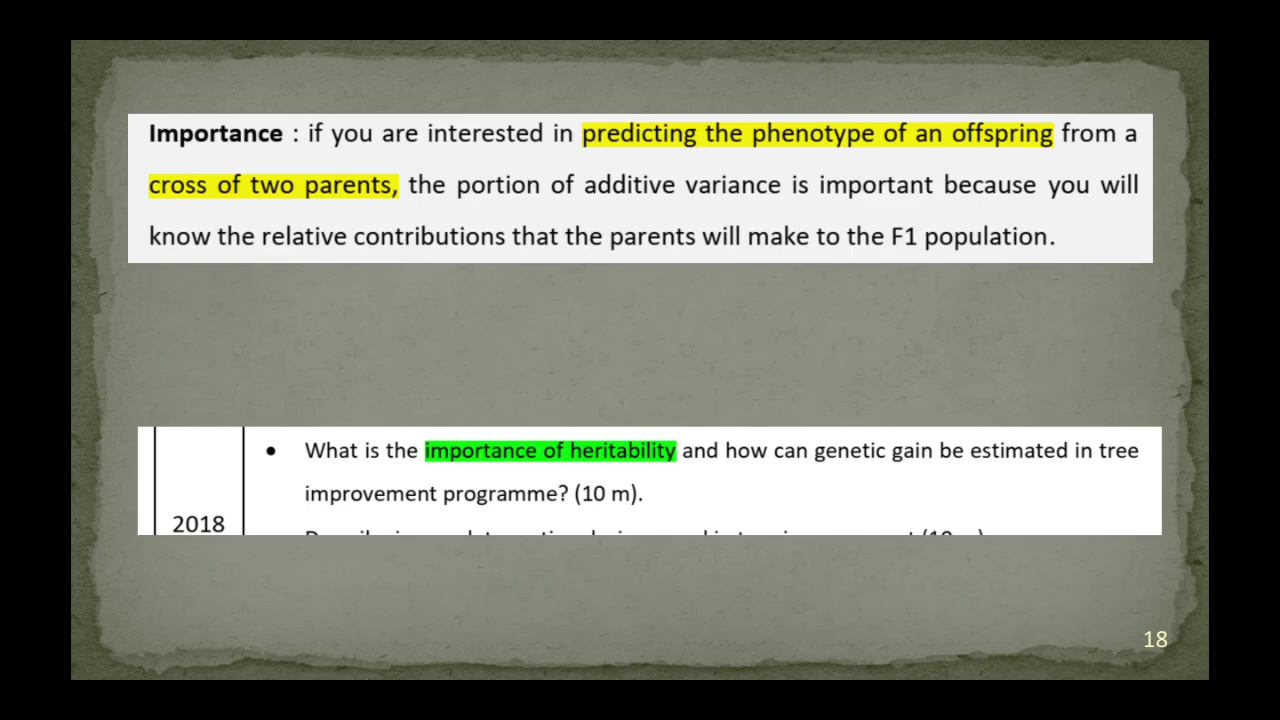 Importance : if you are interested in predicting the phenotype of an offspring from a
cross of two parents, the portion of additive variance is important because you will
know the relative contributions that the parents will make to the F1 population.
• What is the importance of heritability and how can genetic gain be estimated in tree
improvement programme? (10 m).
2018
18